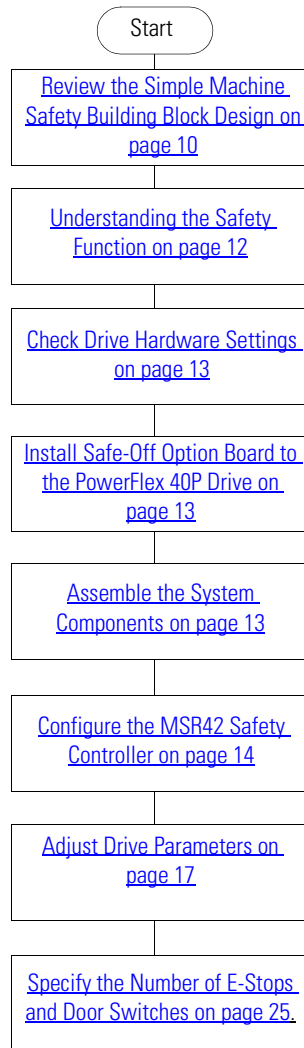 Start
Review the Simple Machine
Safety Building Block Design on
page 10
Understanding the Safety
Function on page 12
Check Drive Hardware Settings
on page 13
Install Safe-Off Option Board to
the PowerFlex 40P Drive on
page 13
Assemble the System
Components on page 13
Configure the MSR42 Safety
Controller on page 14
Adjust Drive Parameters on
page 17
Specify the Number of E-Stops
and Door Switches on page 25.